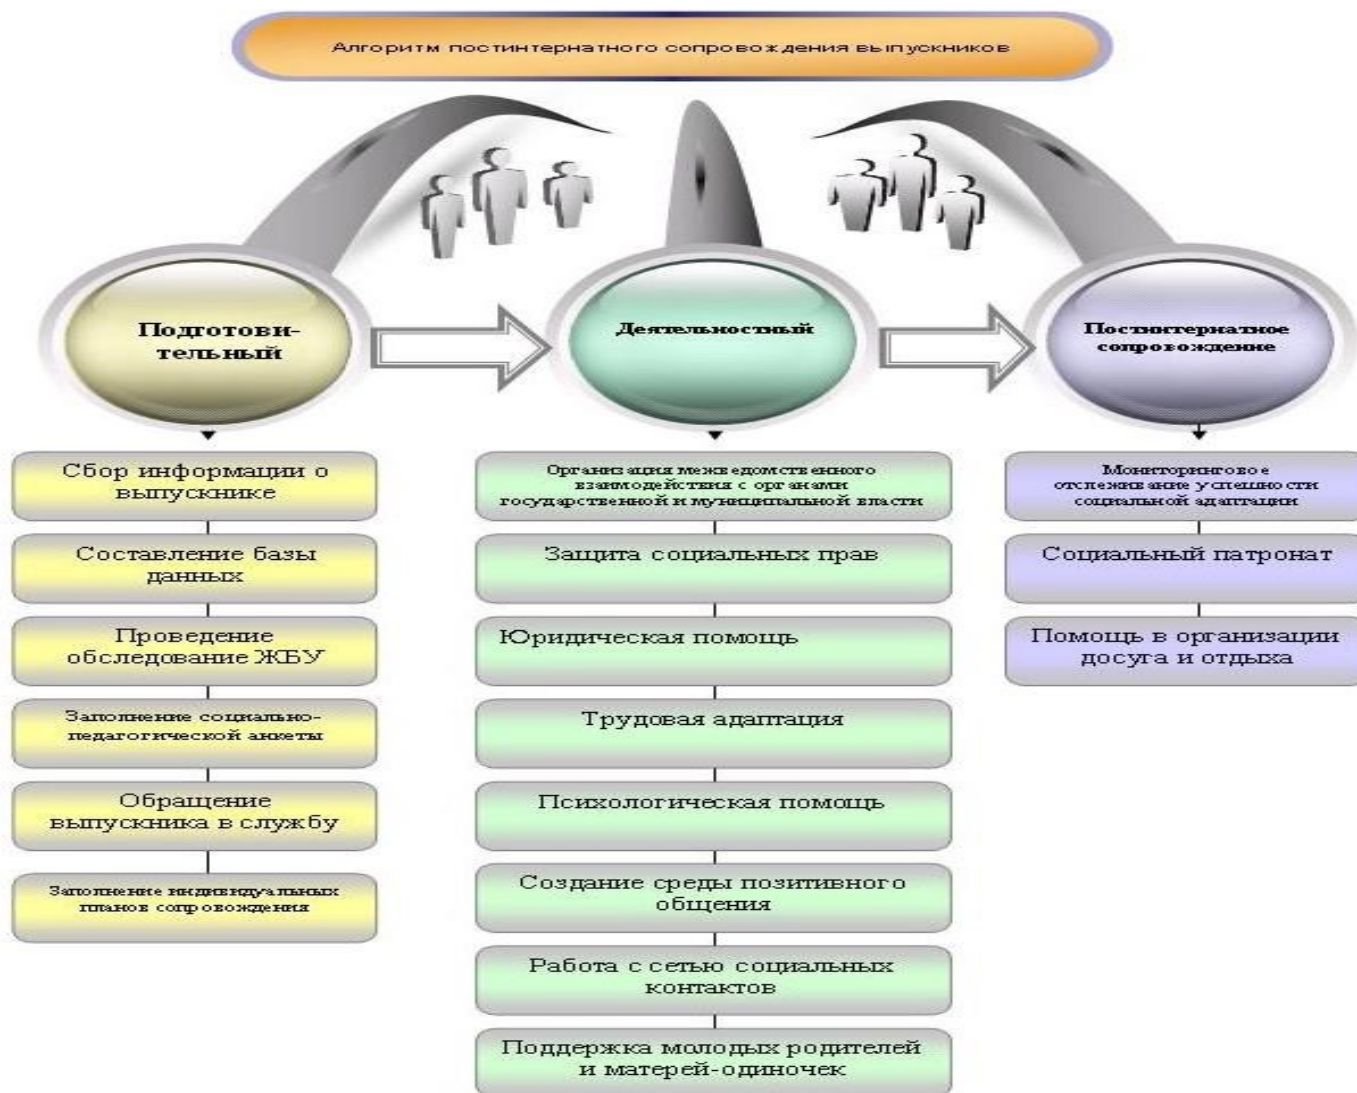 Алгоритм постинтернатного сопровождения выпускников
Подготови-
тельный
Деятельностный
Постинтернатное
сопровождение
Сбор информации о
выпускнике
Составление базы
данных
Проведение
обследование ЖБУ
Заполнение социально-
педагогической анкеты
Обращение
выпускника в службу
Заполнение индивидуальных
планов сопровождения
Организация межведомственного
взаимодействия с органами
государственной и муниципальной власти
Защита социальных прав
Юридическая помощь
Трудовая адаптация
Психологическая помощь
Создание среды позитивного
общения
Работа с сетью социальных
контактов
Поддержка молодых родителей
и матерей-одиночек
Мониторинговое
отслеживание успешности
социальной адаптации
Социальный патронат
Помощь в организации
досуга и отдыха